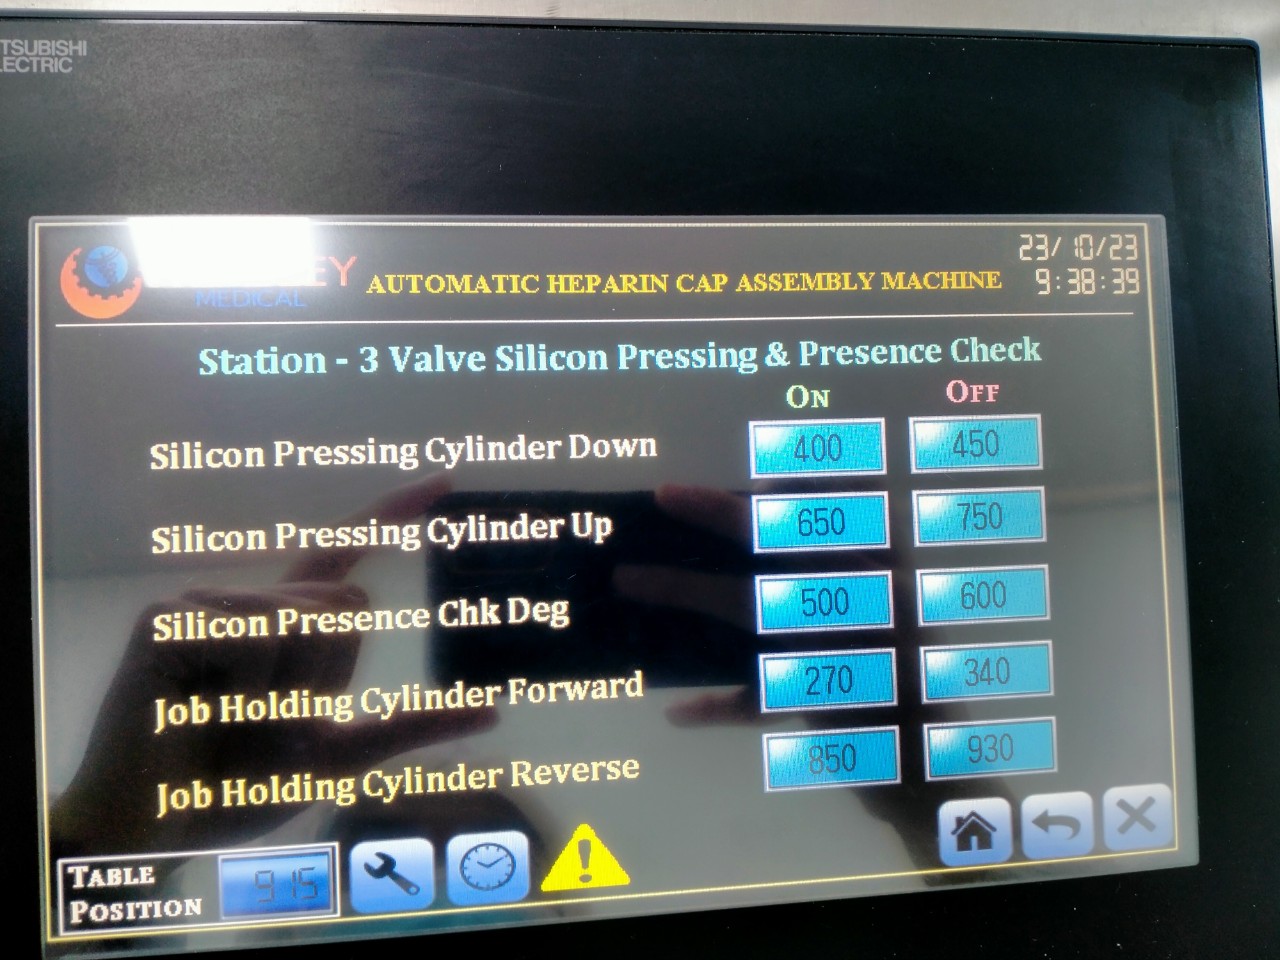 TSUBISHI
LECTRIC
EY
MEDICAL
AUTOMATIC HEPARIN CAP ASSEMBLY MACHINE
23/10/23
9:38:39
Station - 3 Valve Silicon Pressing & Presence Check
ON OFF
Silicon Pressing Cylinder Down 400 450
Silicon Pressing Cylinder Up 650 750
Silicon Presence Chk Deg 500 600
Job Holding Cylinder Forward 270 340
Job Holding Cylinder Reverse 850 930
TABLE
POSITION 915